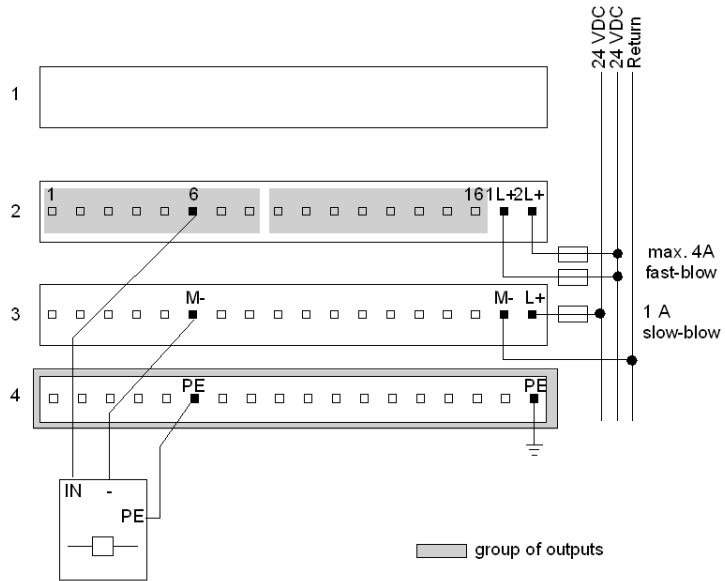 24 VDC
24 VDC
Return
1
2
1
6
16
1L+
2L+
max. 4A
fast-blow
3
M-
M-
L+
1 A
slow-blow
4
PE
PE
IN
-
PE
group of outputs